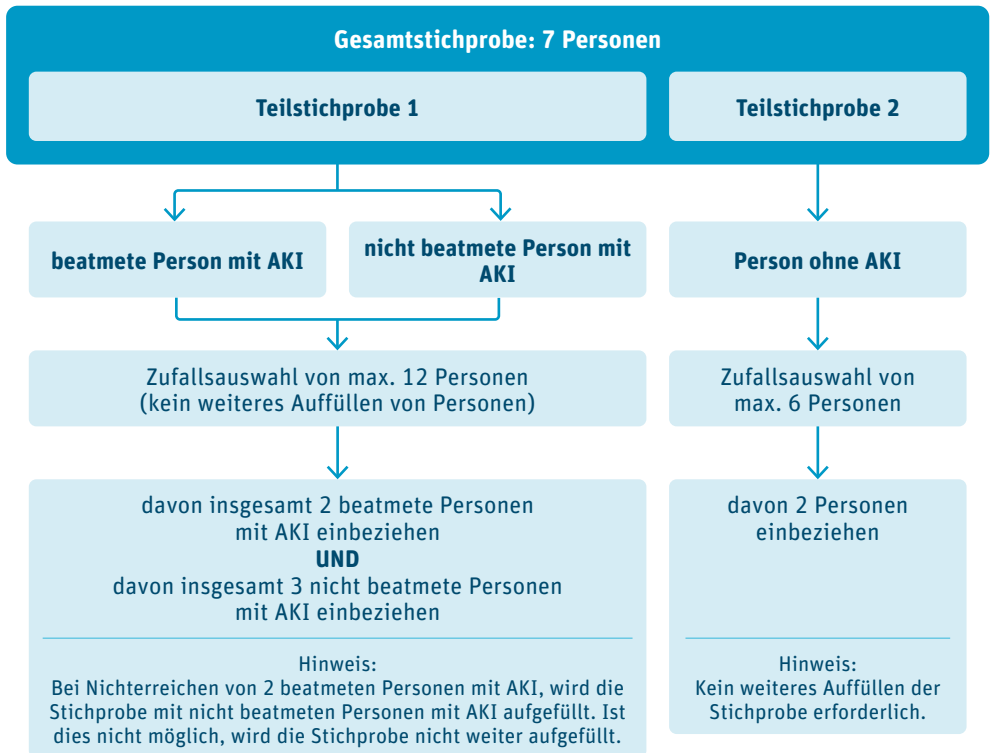 Gesamtstichprobe: 7 Personen
Teilstichprobe 1
Teilstichprobe 2
beatmete Person mit AKI
nicht beatmete Person mit
AKI
Person ohne AKI
Zufallsauswahl von max. 12 Personen
(kein weiteres Auffüllen von Personen)
Zufallsauswahl von
max. 6 Personen
davon insgesamt 2 beatmete Personen
mit AKI einbeziehen
UND
davon insgesamt 3 nicht beatmete Personen
mit AKI einbeziehen
Hinweis:
Bei Nichterreichen von 2 beatmeten Personen mit AKI, wird die
Stichprobe mit nicht beatmeten Personen mit AKI aufgefüllt. Ist
dies nicht möglich, wird die Stichprobe nicht weiter aufgefüllt.
davon 2 Personen
einbeziehen
Hinweis:
Kein weiteres Auffüllen der
Stichprobe erforderlich.